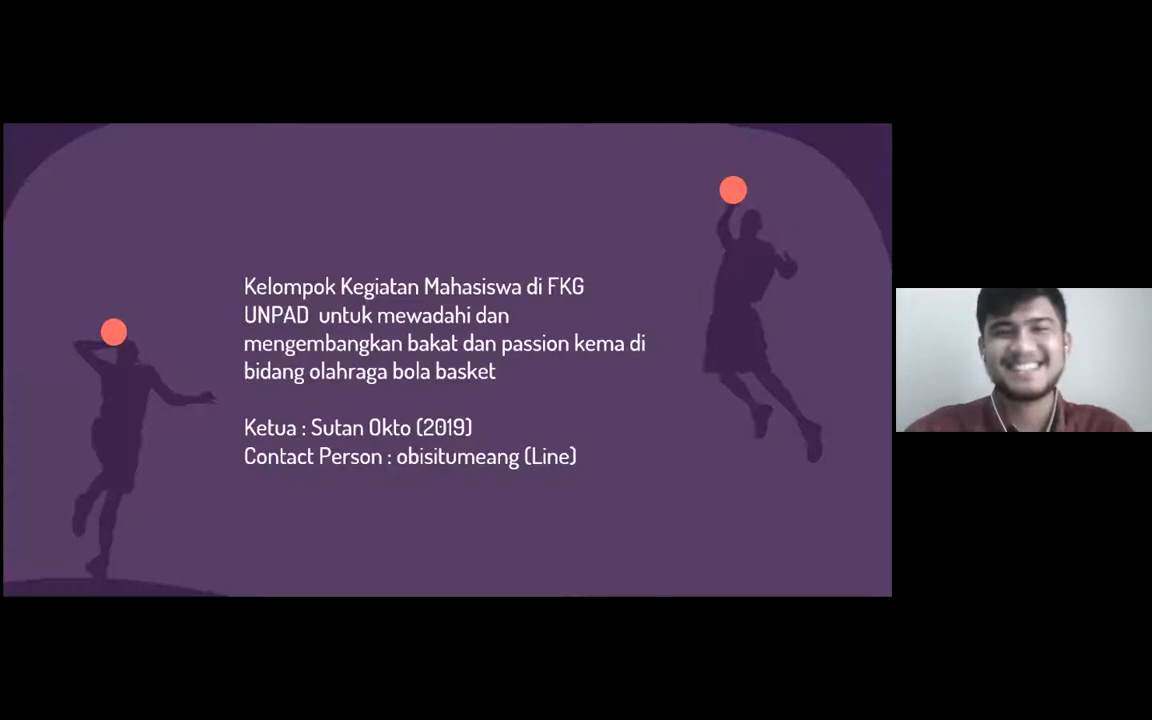 Kelompok Kegiatan Mahasiswa di FKG
UNPAD untuk mewadahi dan
mengembangkan bakat dan passion kema di
bidang olahraga bola basket
Ketua : Sutan Okto (2019)
Contact Person : obisitumeang (Line)